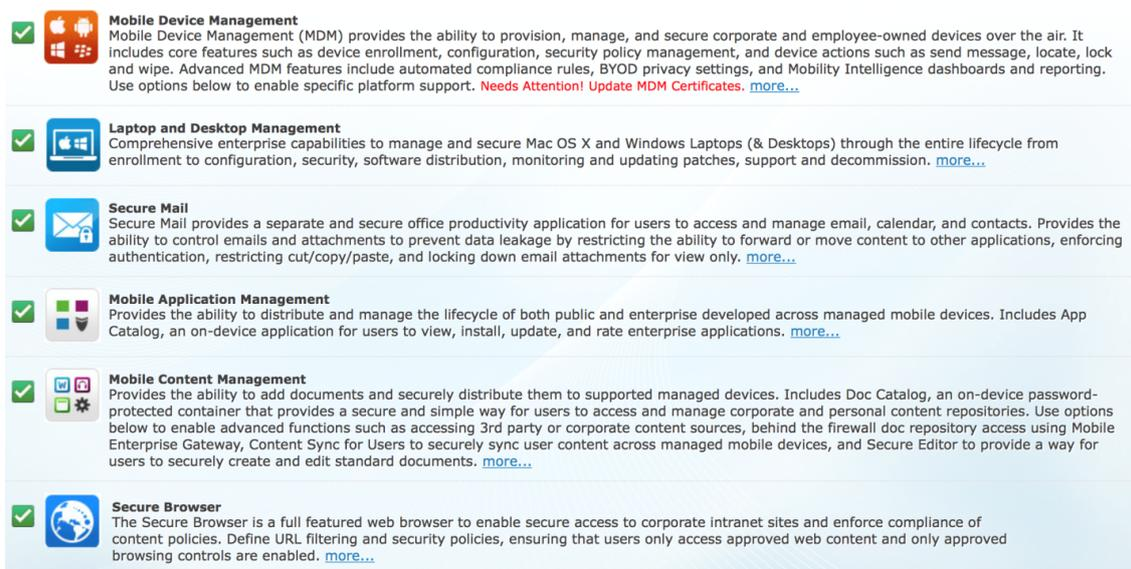 Mobile Device Management
Mobile Device Management (MDM) provides the ability to provision, manage, and secure corporate and employee-owned devices over the air. It
includes core features such as device enrollment, configuration, security policy management, and device actions such as send message, locate, lock
and wipe. Advanced MDM features include automated compliance rules, BYOD privacy settings, and Mobility Intelligence dashboards and reporting.
Use options below to enable specific platform support. Needs Attention! Update MDM Certificates. more...
Laptop and Desktop Management
Comprehensive enterprise capabilities to manage and secure Mac OS X and Windows Laptops (& Desktops) through the entire lifecycle from
enrollment to configuration, security, software distribution, monitoring and updating patches, support and decommission. more...
Secure Mail
Secure Mail provides a separate and secure office productivity application for users to access and manage email, calendar, and contacts. Provides the
ability to control emails and attachments to prevent data leakage by restricting the ability to forward or move content to other applications, enforcing
authentication, restricting cut/copy/paste, and locking down email attachments for view only. more...
Mobile Application Management
Provides the ability to distribute and manage the lifecycle of both public and enterprise developed across managed mobile devices. Includes App
Catalog, an on-device application for users to view, install, update, and rate enterprise applications. more...
Mobile Content Management
Provides the ability to add documents and securely distribute them to supported managed devices. Includes Doc Catalog, an on-device password-
protected container that provides a secure and simple way for users to access and manage corporate and personal content repositories. Use options
below to enable advanced functions such as accessing 3rd party or corporate content sources, behind the firewall doc repository access using Mobile
Enterprise Gateway, Content Sync for Users to securely sync user content across managed mobile devices, and Secure Editor to provide a way for
users to securely create and edit standard documents. more...
Secure Browser
The Secure Browser is a full featured web browser to enable secure access to corporate intranet sites and enforce compliance of
content policies. Define URL filtering and security policies, ensuring that users only access approved web content and only approved
browsing controls are enabled. more...